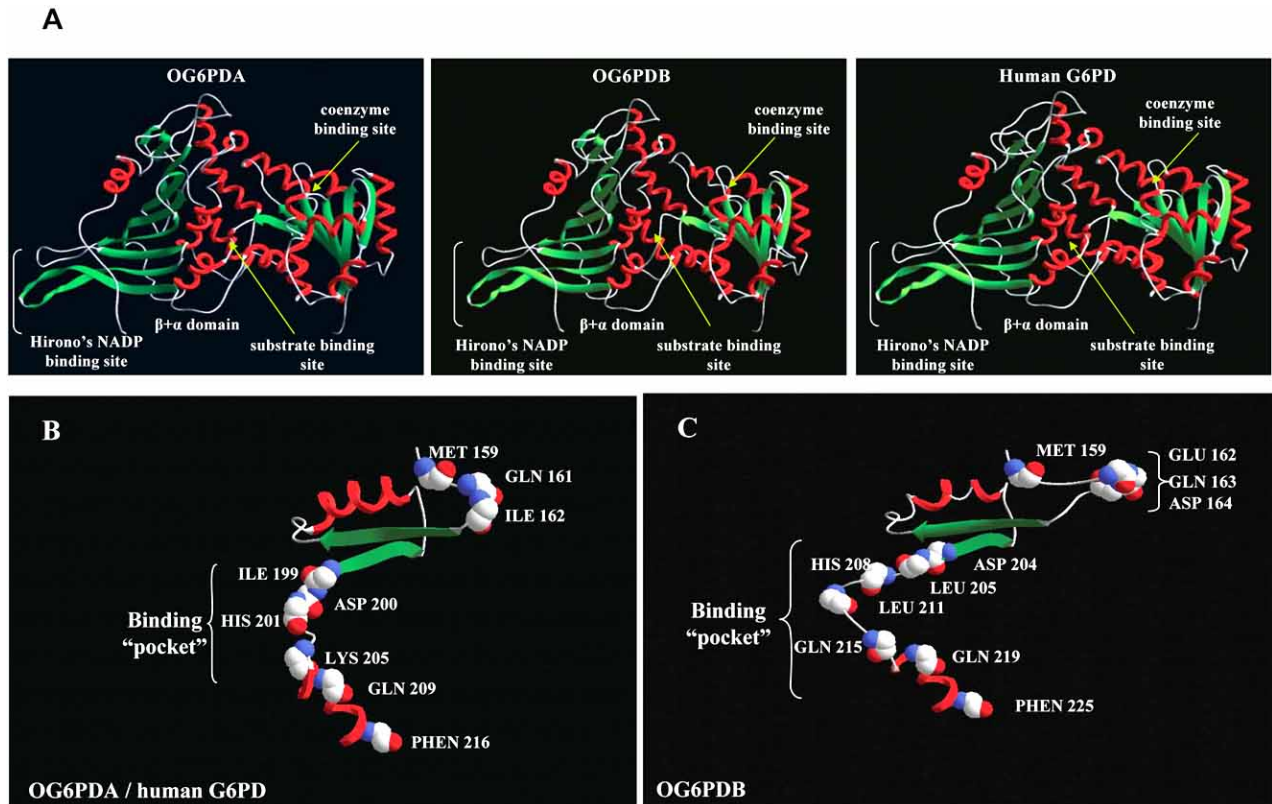 A
OG6PDA
coenzyme
binding site
Hirono's NADP
binding site
β+α domain
substrate binding
site
OG6PDB
coenzyme
binding site
Hirono's NADP
binding site
β+α domain
substrate binding
site
Human G6PD
coenzyme
binding site
Hirono's NADP
binding site
β+α domain
substrate binding
site
B
MET 159
GLN 161
ILE 162
ILE 199
ASP 200
HIS 201
Binding
“pocket”
LYS 205
GLN 209
PHEN 216
OG6PDA / human G6PD
C
MET 159
GLU 162
GLN 163
ASP 164
HIS 208
ASP 204
LEU 205
LEU 211
Binding
“pocket”
GLN 215
GLN 219
PHEN 225
OG6PDB